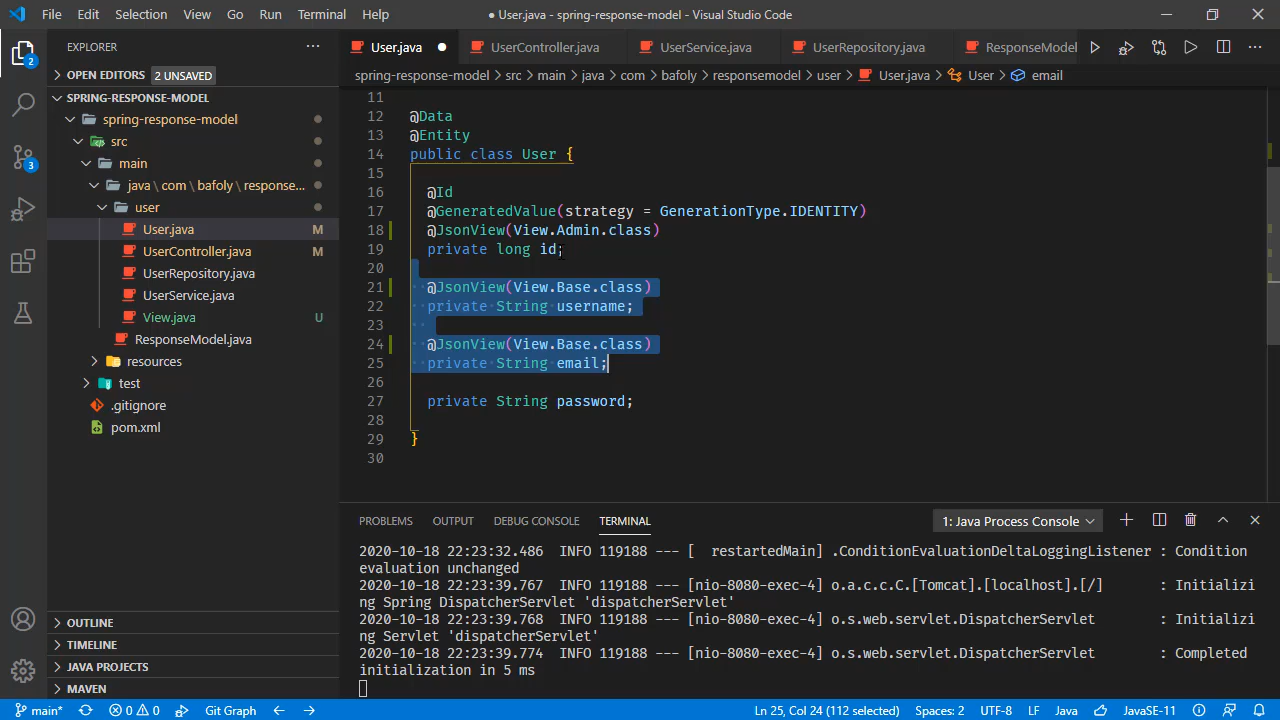 File Edit Selection View Go Run Terminal Help
● User.java - spring-response-model - Visual Studio Code
EXPLORER
User.java UserController.java UserService.java UserRepository.java ResponseModel
OPEN EDITORS 2 UNSAVED
spring-response-model > src > main > java > com > bafoly > responsemodel > user > User.java > User > email
SPRING-RESPONSE-MODEL
spring-response-model
src
main
java \ com \ bafoly \ response...
user
User.java M
UserController.java M
UserRepository.java
UserService.java
View.java U
ResponseModel.java
resources
test
.gitignore
pom.xml
OUTLINE
TIMELINE
JAVA PROJECTS
MAVEN
2
3
11
12 @Data
13 @Entity
14 public class User {
15
16 @Id
17 @GeneratedValue(strategy = GenerationType.IDENTITY)
18 @JsonView(View.Admin.class)
19 private long id;
20
21 @JsonView(View.Base.class)
22 private String username;
23
24 @JsonView(View.Base.class)
25 private String email;
26
27 private String password;
28
29 }
30
PROBLEMS OUTPUT DEBUG CONSOLE TERMINAL
1: Java Process Console
2020-10-18 22:23:32.486  INFO 119188 --- [  restartedMain] .ConditionEvaluationDeltaLoggingListener : Condition
evaluation unchanged
2020-10-18 22:23:39.767  INFO 119188 --- [nio-8080-exec-4] o.a.c.c.C.[Tomcat].[localhost].[/]       : Initializi
ng Spring DispatcherServlet 'dispatcherServlet'
2020-10-18 22:23:39.768  INFO 119188 --- [nio-8080-exec-4] o.s.web.servlet.DispatcherServlet        : Initializi
ng Servlet 'dispatcherServlet'
2020-10-18 22:23:39.774  INFO 119188 --- [nio-8080-exec-4] o.s.web.servlet.DispatcherServlet        : Completed
initialization in 5 ms
main* 0 0 Git Graph Ln 25, Col 24 (112 selected) Spaces: 2 UTF-8 LF Java JavaSE-11